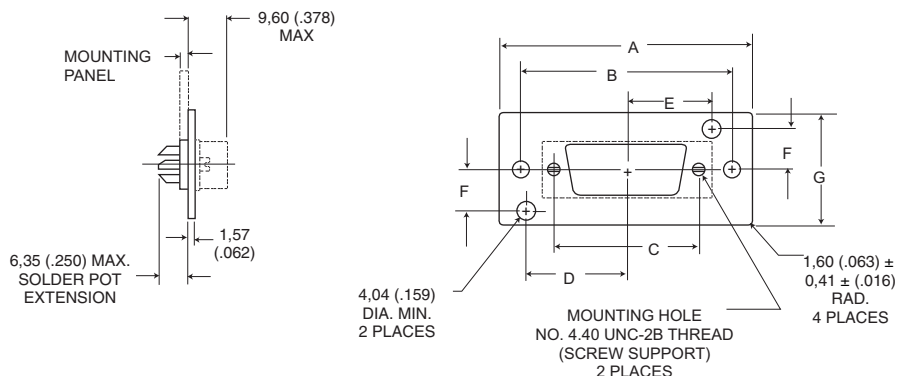 9,60 (.378)
MAX
MOUNTING
PANEL
1,57
(.062)
6,35 (.250) MAX.
SOLDER POT
EXTENSION
A
B
E
F
G
F
C
D
4,04 (.159)
DIA. MIN.
2 PLACES
MOUNTING HOLE
NO. 4.40 UNC-2B THREAD
(SCREW SUPPORT)
2 PLACES
1,60 (.063) ±
0,41 ± (.016)
RAD.
4 PLACES